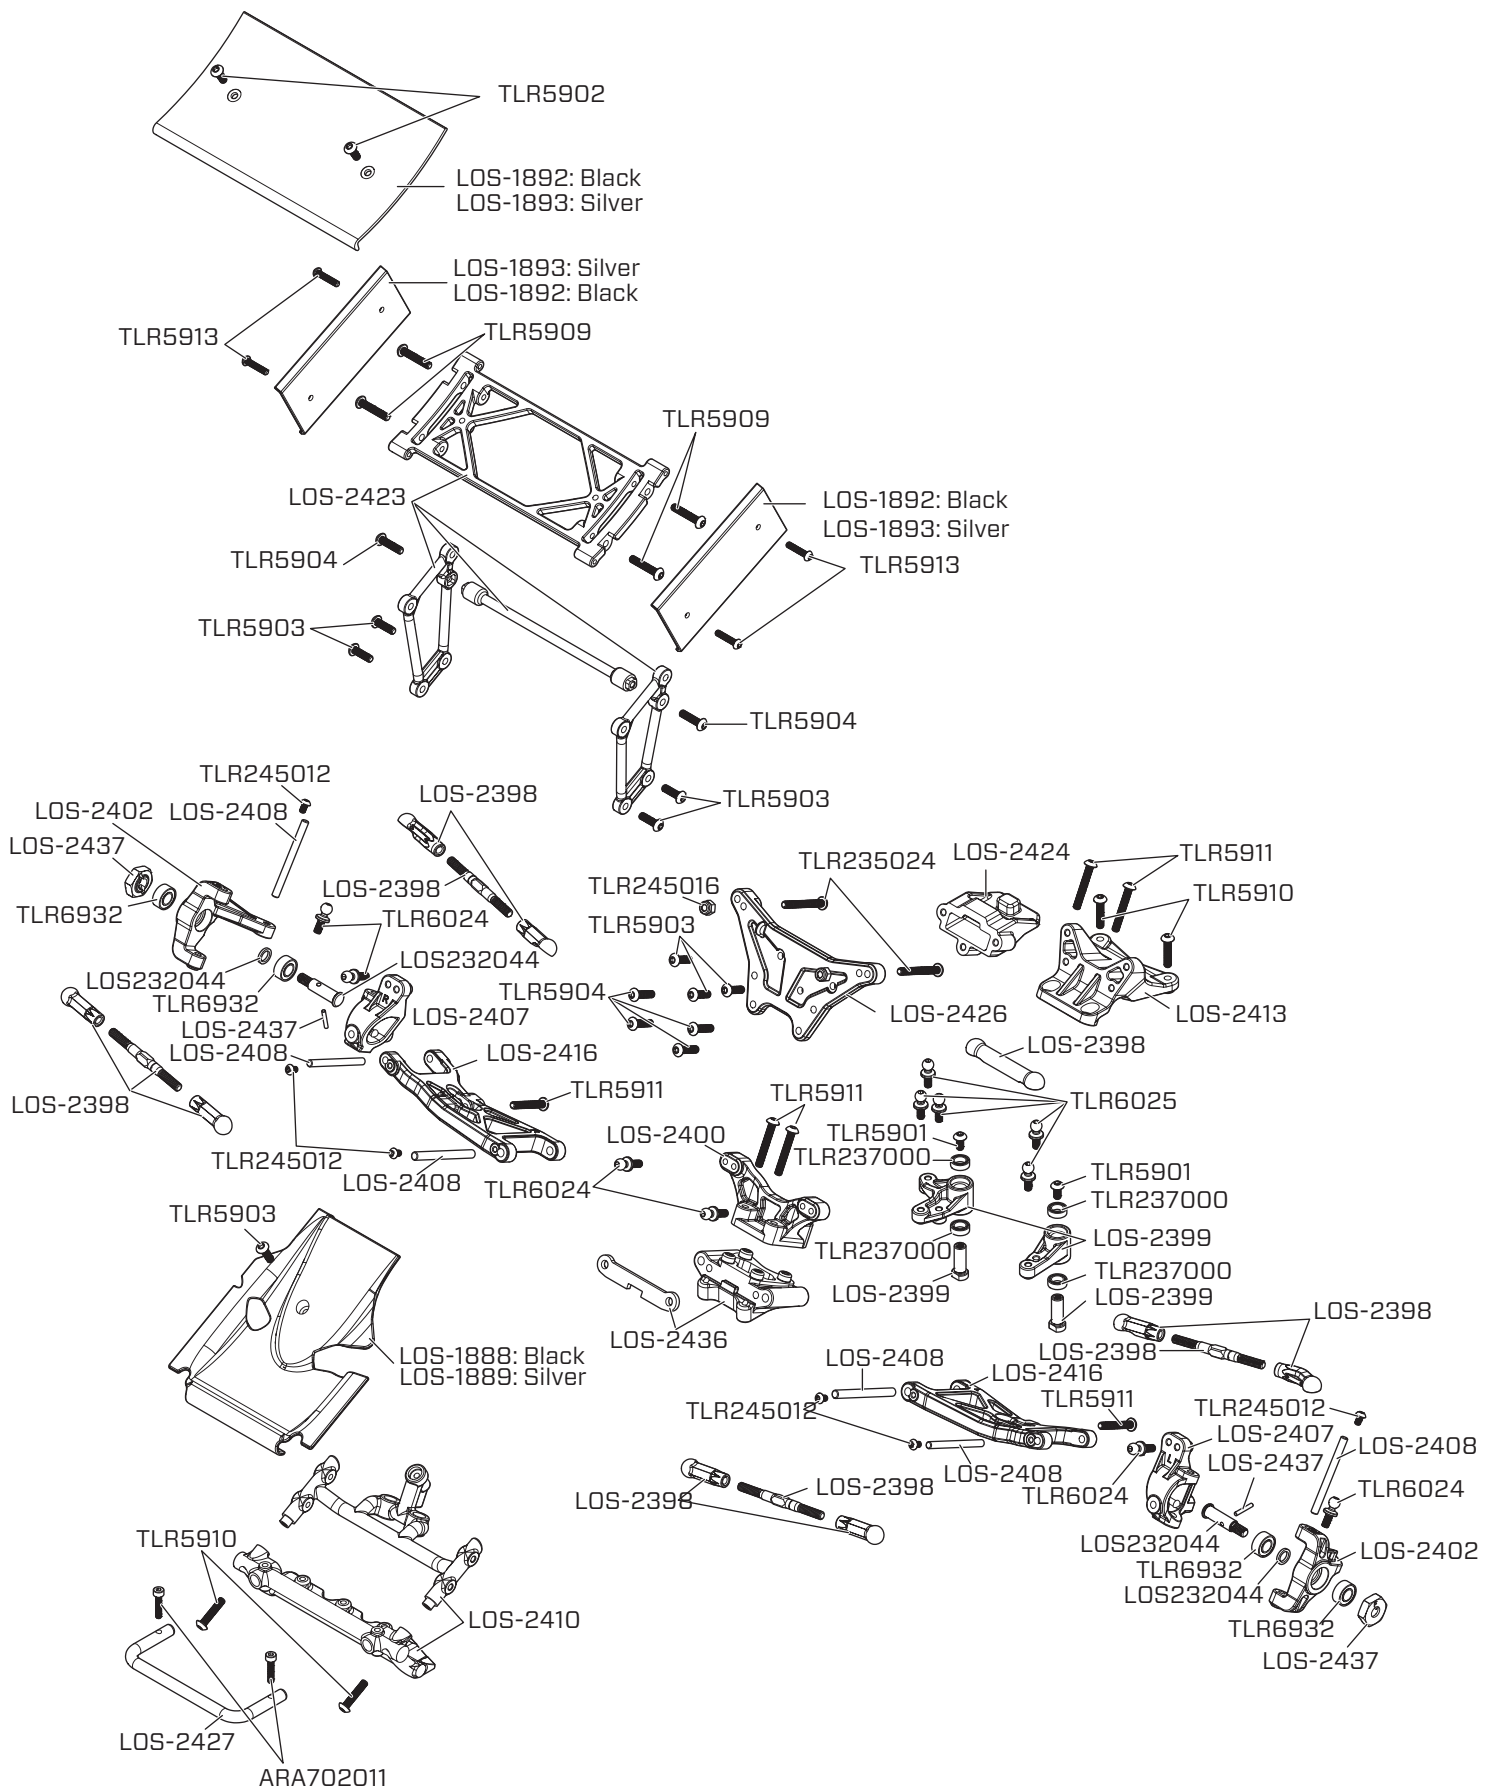 TLR5902
LOS-1892: Black
LOS-1893: Silver
LOS-1893: Silver
LOS-1892: Black
TLR5913
TLR5909
TLR5909
LOS-2423
LOS-1892: Black
LOS-1893: Silver
TLR5904
TLR5913
TLR5903
TLR5904
TLR245012
LOS-2398
TLR5903
LOS-2402
LOS-2408
LOS-2437
TLR235024
LOS-2424
TLR5911
LOS-2398
TLR245016
TLR5910
TLR6932
TLR6024
TLR5903
LOS232044
LOS232044
TLR6932
TLR5904
R
LOS-2437
LOS-2407
LOS-2426
LOS-2413
LOS-2408
LOS-2416
LOS-2398
TLR5911
TLR5911
LOS-2398
TLR6025
LOS-2400
TLR5901
TLR245012
TLR237000
LOS-2408
TLR6024
TLR5901
TLR237000
TLR5903
LOS-2399
TLR237000
TLR237000
LOS-2399
LOS-2399
LOS-2398
LOS-2436
LOS-2398
LOS-1888: Black
LOS-1889: Silver
LOS-2408
LOS-2416
TLR5911
TLR245012
TLR245012
LOS-2407
LOS-2408
L
LOS-2437
LOS-2408
LOS-2398
LOS-2398
TLR6024
TLR6024
TLR5910
LOS232044
LOS-2402
TLR6932
LOS232044
LOS-2410
TLR6932
LOS-2437
LOS-2427
ARA702011